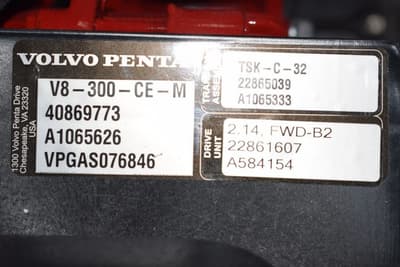 VOLVO PENTA
V8-300-CE-M
40869773
A1065626
VPGAS076846
1300 Volvo Penta Drive
Chesapeake, VA 23320
USA
TSK-C-32
22865039
A1065333
DRIVE
UNIT
2.14, FWD-B2
22861607
A584154